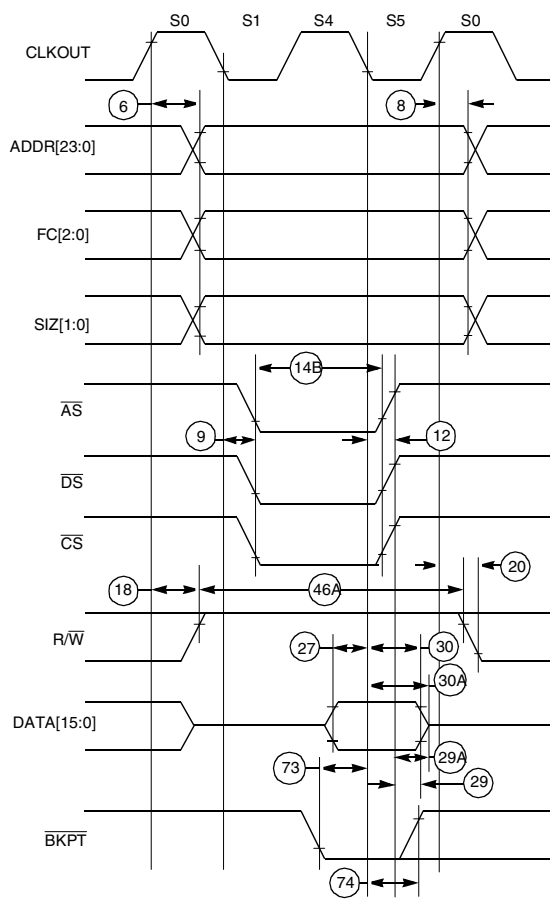 S0 S1 S4 S5 S0
CLKOUT
6 8
ADDR[23:0]
FC[2:0]
SIZ[1:0]
14B
AS
9 12
DS
CS
20
18 46A
R/W
27 30
30A
DATA[15:0]
29A
73 29
BKPT
74